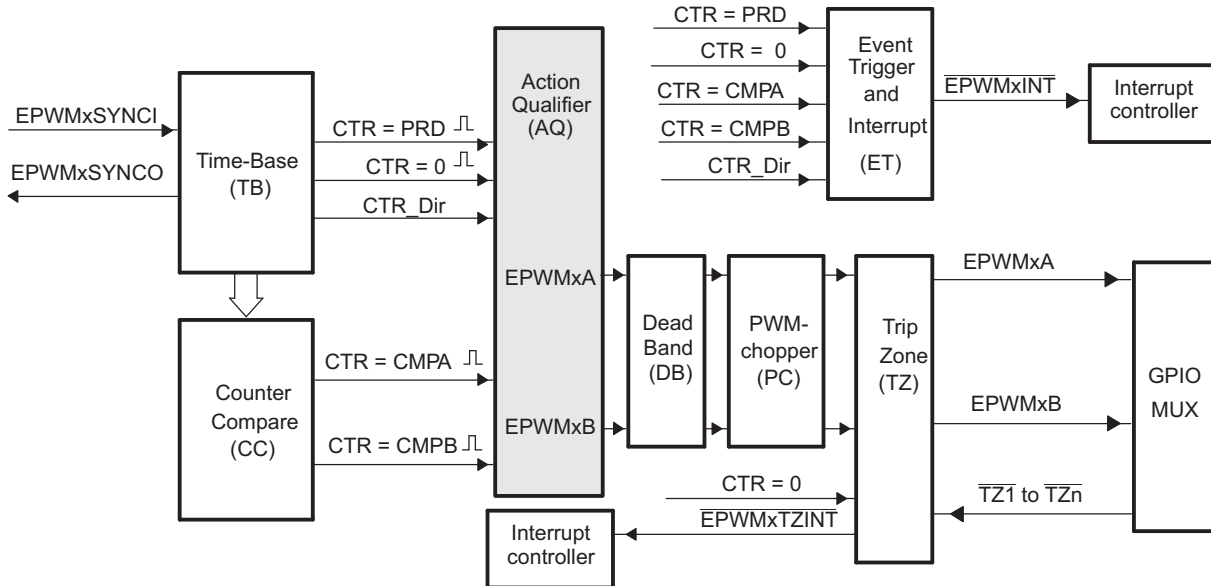 EPWMxSYNCI
EPWMxSYNCO
Time-Base
(TB)
CTR = PRD
CTR = 0
CTR_Dir
Counter
Compare
(CC)
CTR = CMPA
CTR = CMPB
Action
Qualifier
(AQ)
EPWMxA
EPWMxB
CTR = PRD
CTR = 0
CTR = CMPA
CTR = CMPB
CTR_Dir
Event
Trigger
and
Interrupt
(ET)
EPWMxINT
Interrupt
controller
Dead
Band
(DB)
PWM-
chopper
(PC)
Trip
Zone
(TZ)
EPWMxA
EPWMxB
TZ1 to TZn
GPIO
MUX
CTR = 0
EPWMxTZINT
Interrupt
controller